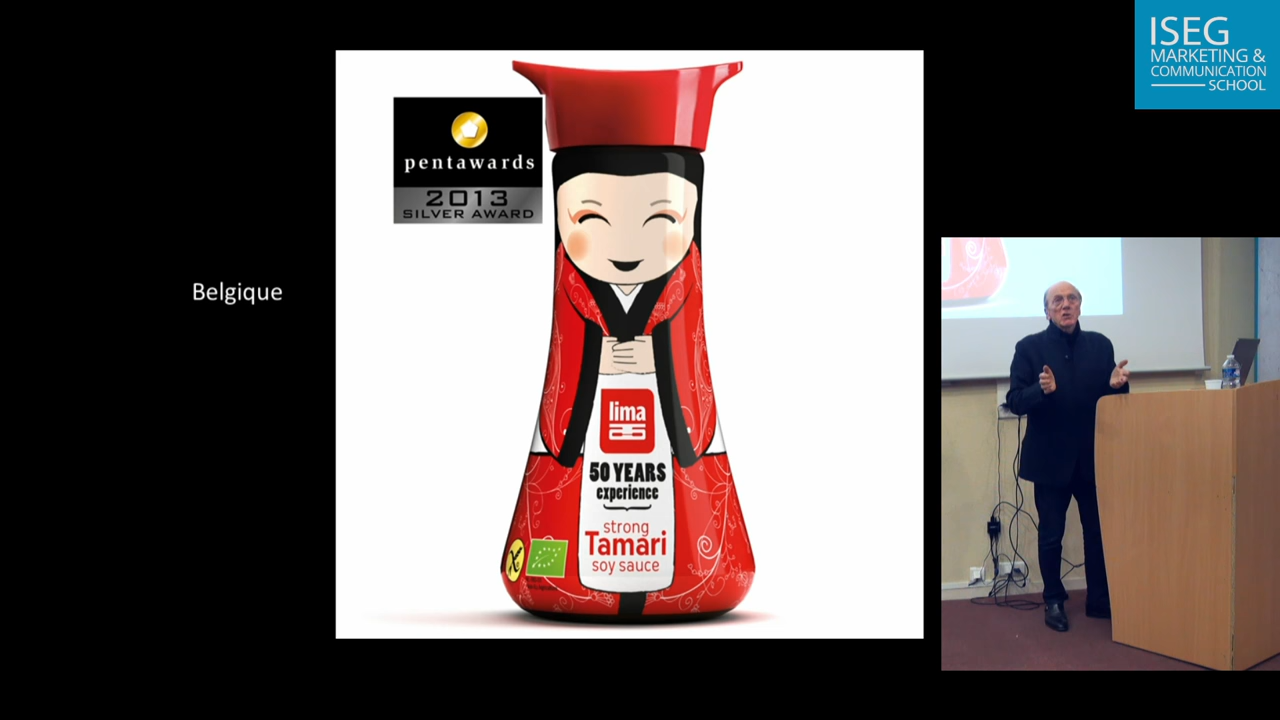 ISEG
MARKETING &
COMMUNICATION
SCHOOL
pentawards
2013
SILVER AWARD
Belgique
lima
50 YEARS
experience
strong
Tamari
soy sauce